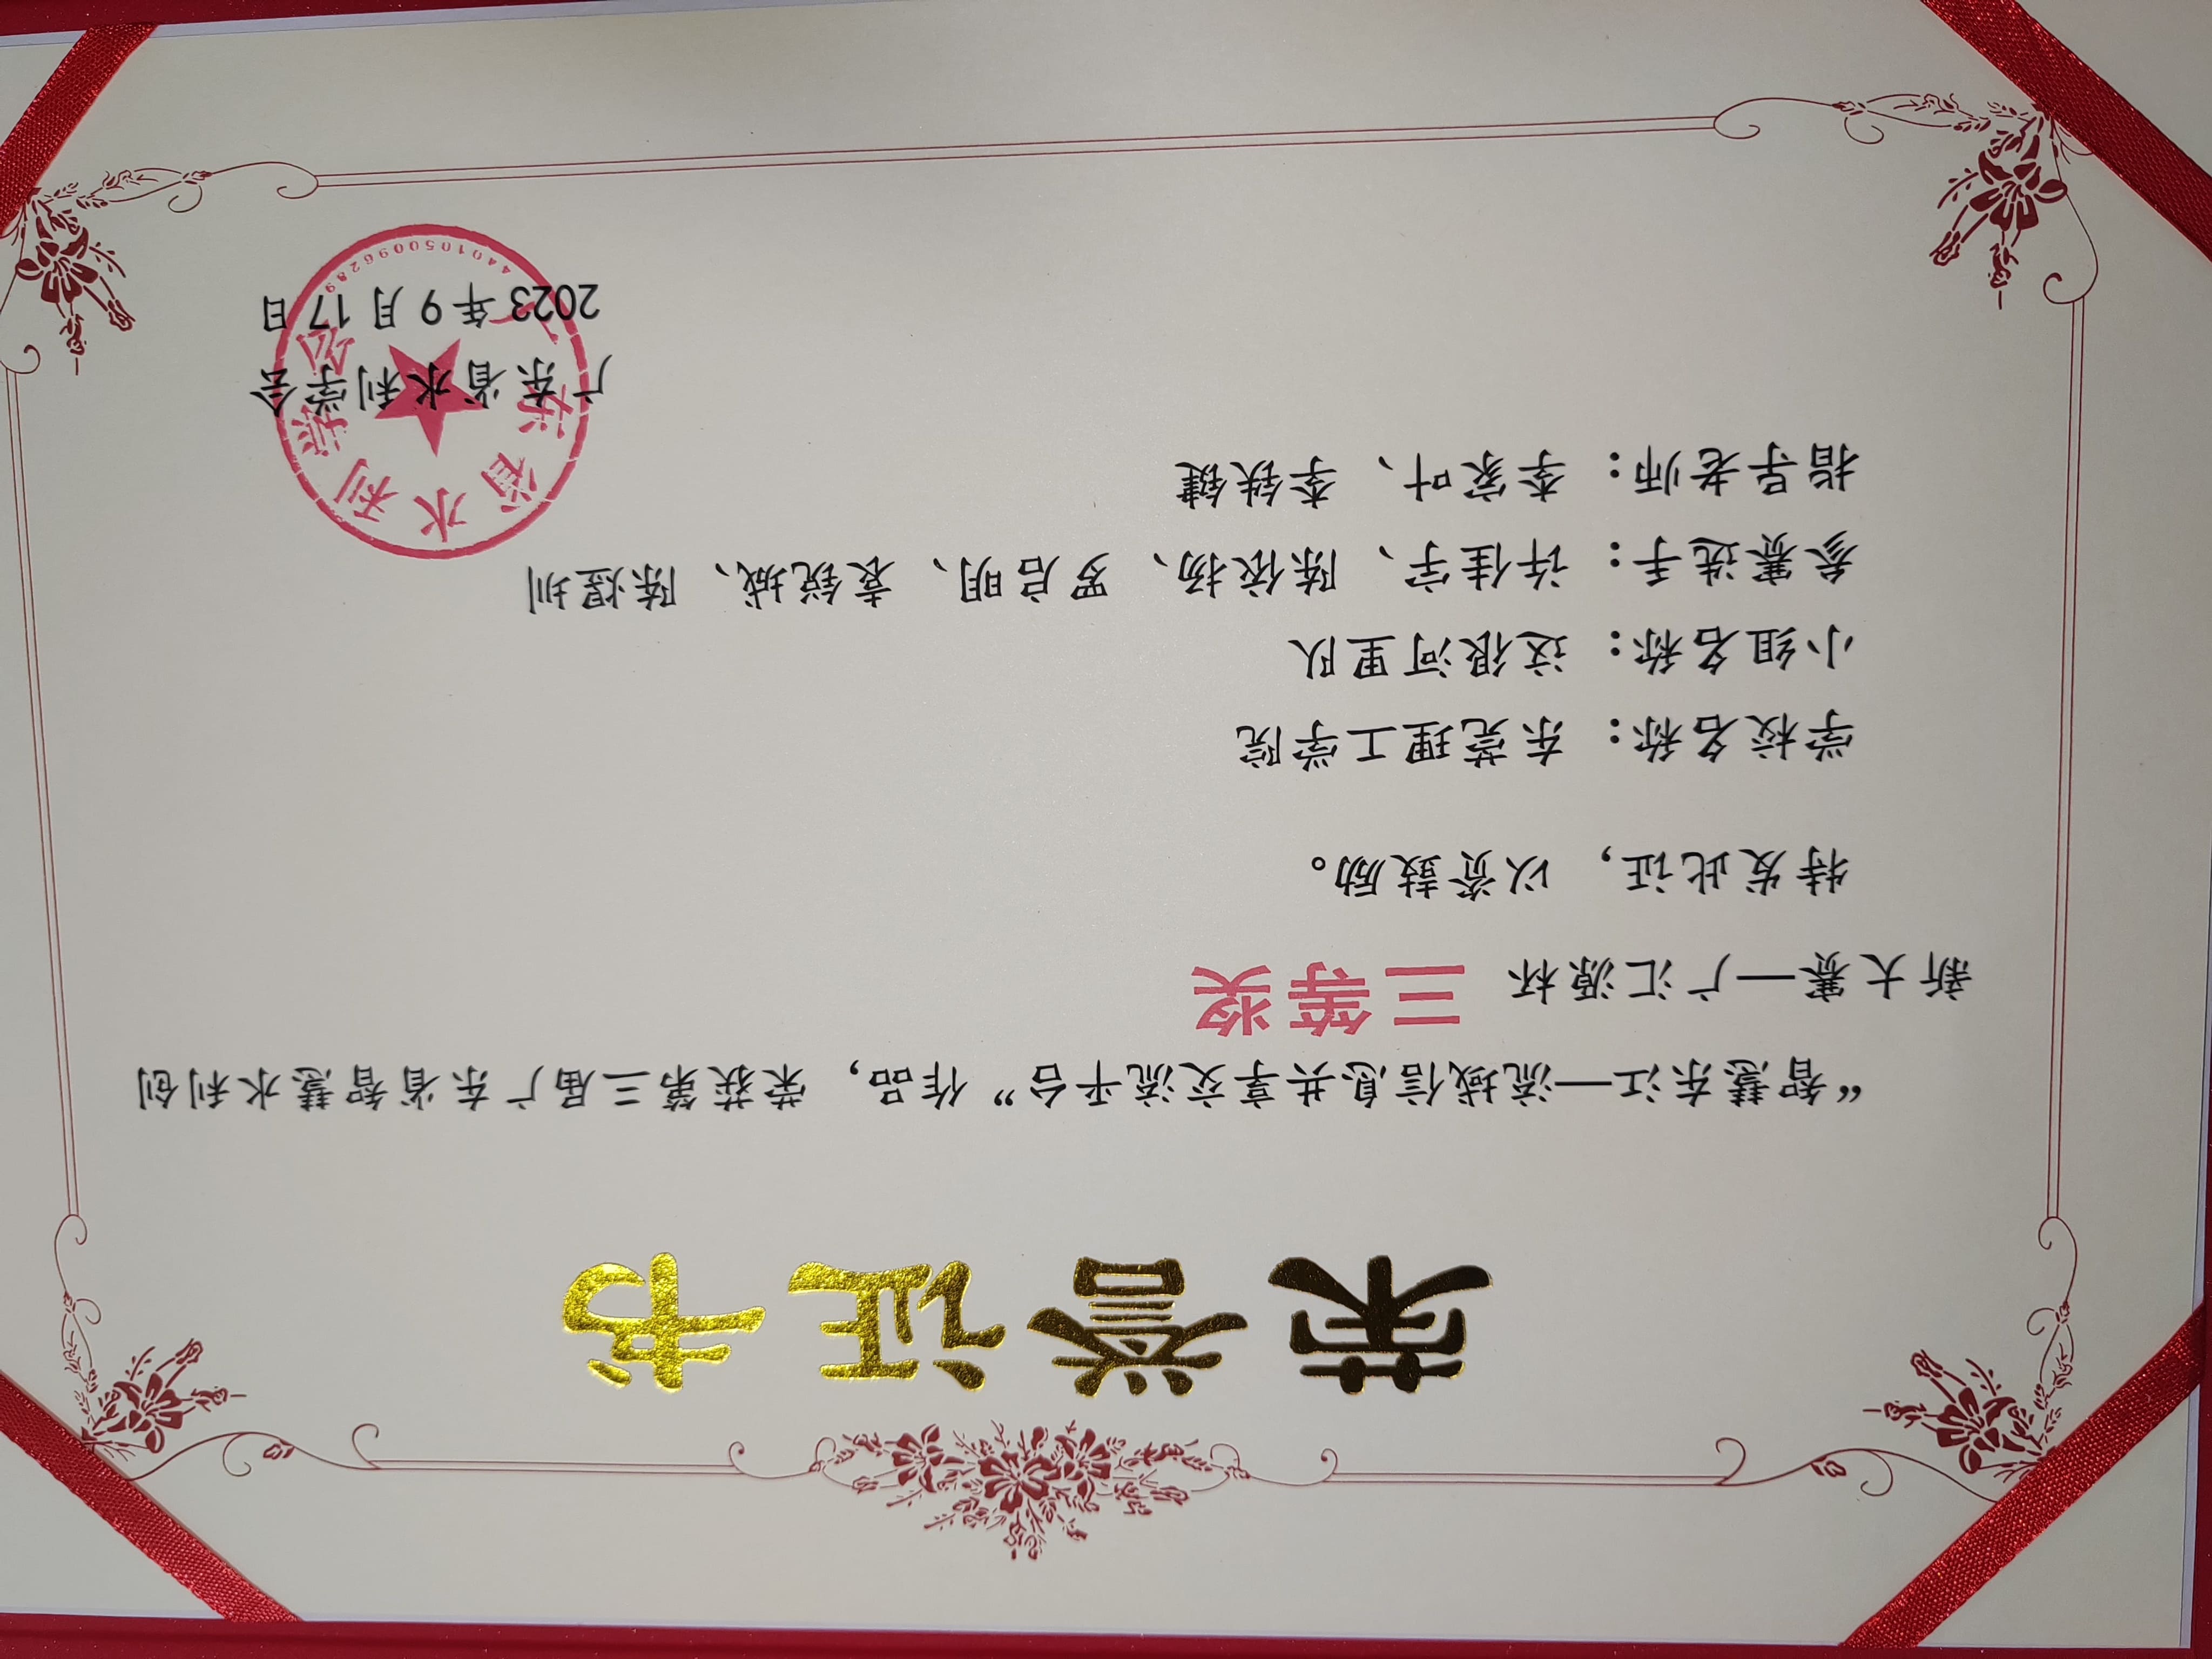 荣誉证书
“智慧东江—流域信息共享交流平台”作品，荣获第三届广东省智慧水利创
新大赛—广汇源杯 三等奖
特发此证，以资鼓励。
学校名称：东莞理工学院
小组名称：这很河里队
参赛选手：许佳宇、陈依扬、罗启明、袁锐城、陈煜圳
指导老师：李家叶、李铁键
广东省水利学会
2023年9月17日
广东省水利学会
4401050096289